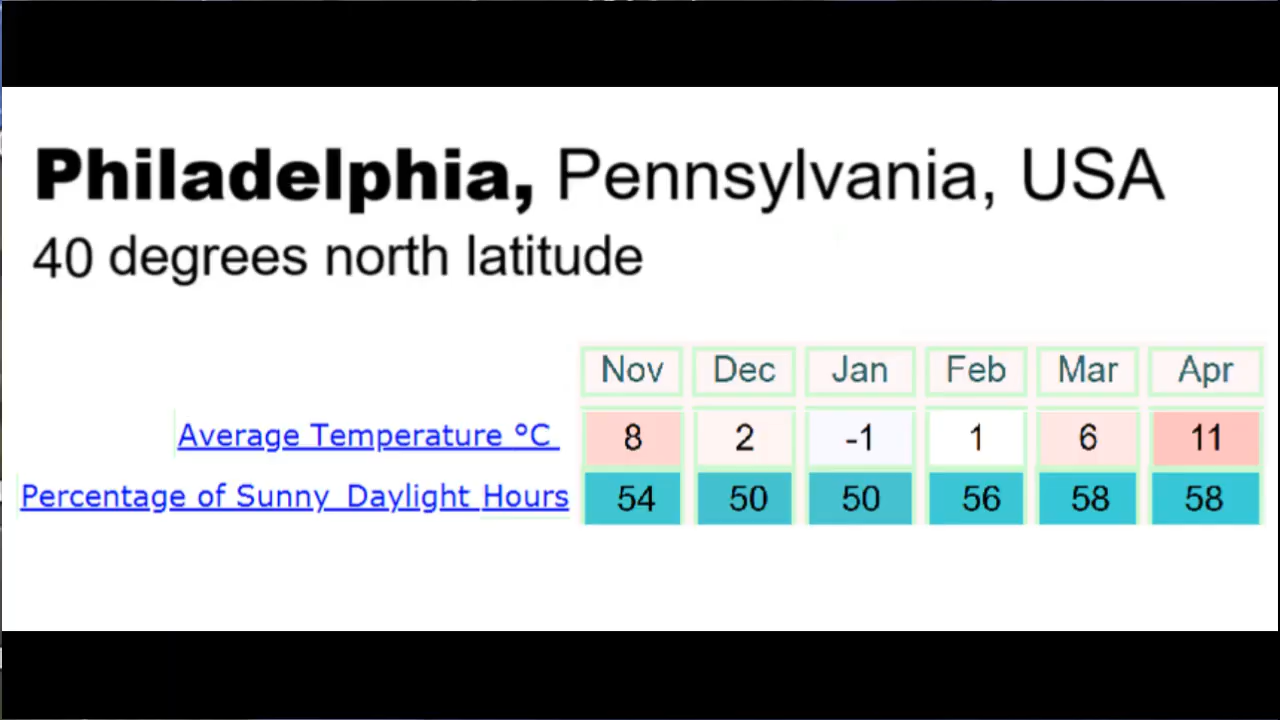 Philadelphia, Pennsylvania, USA
40 degrees north latitude
Nov Dec Jan Feb Mar Apr
Average Temperature °C 8 2 -1 1 6 11
Percentage of Sunny Daylight Hours 54 50 50 56 58 58